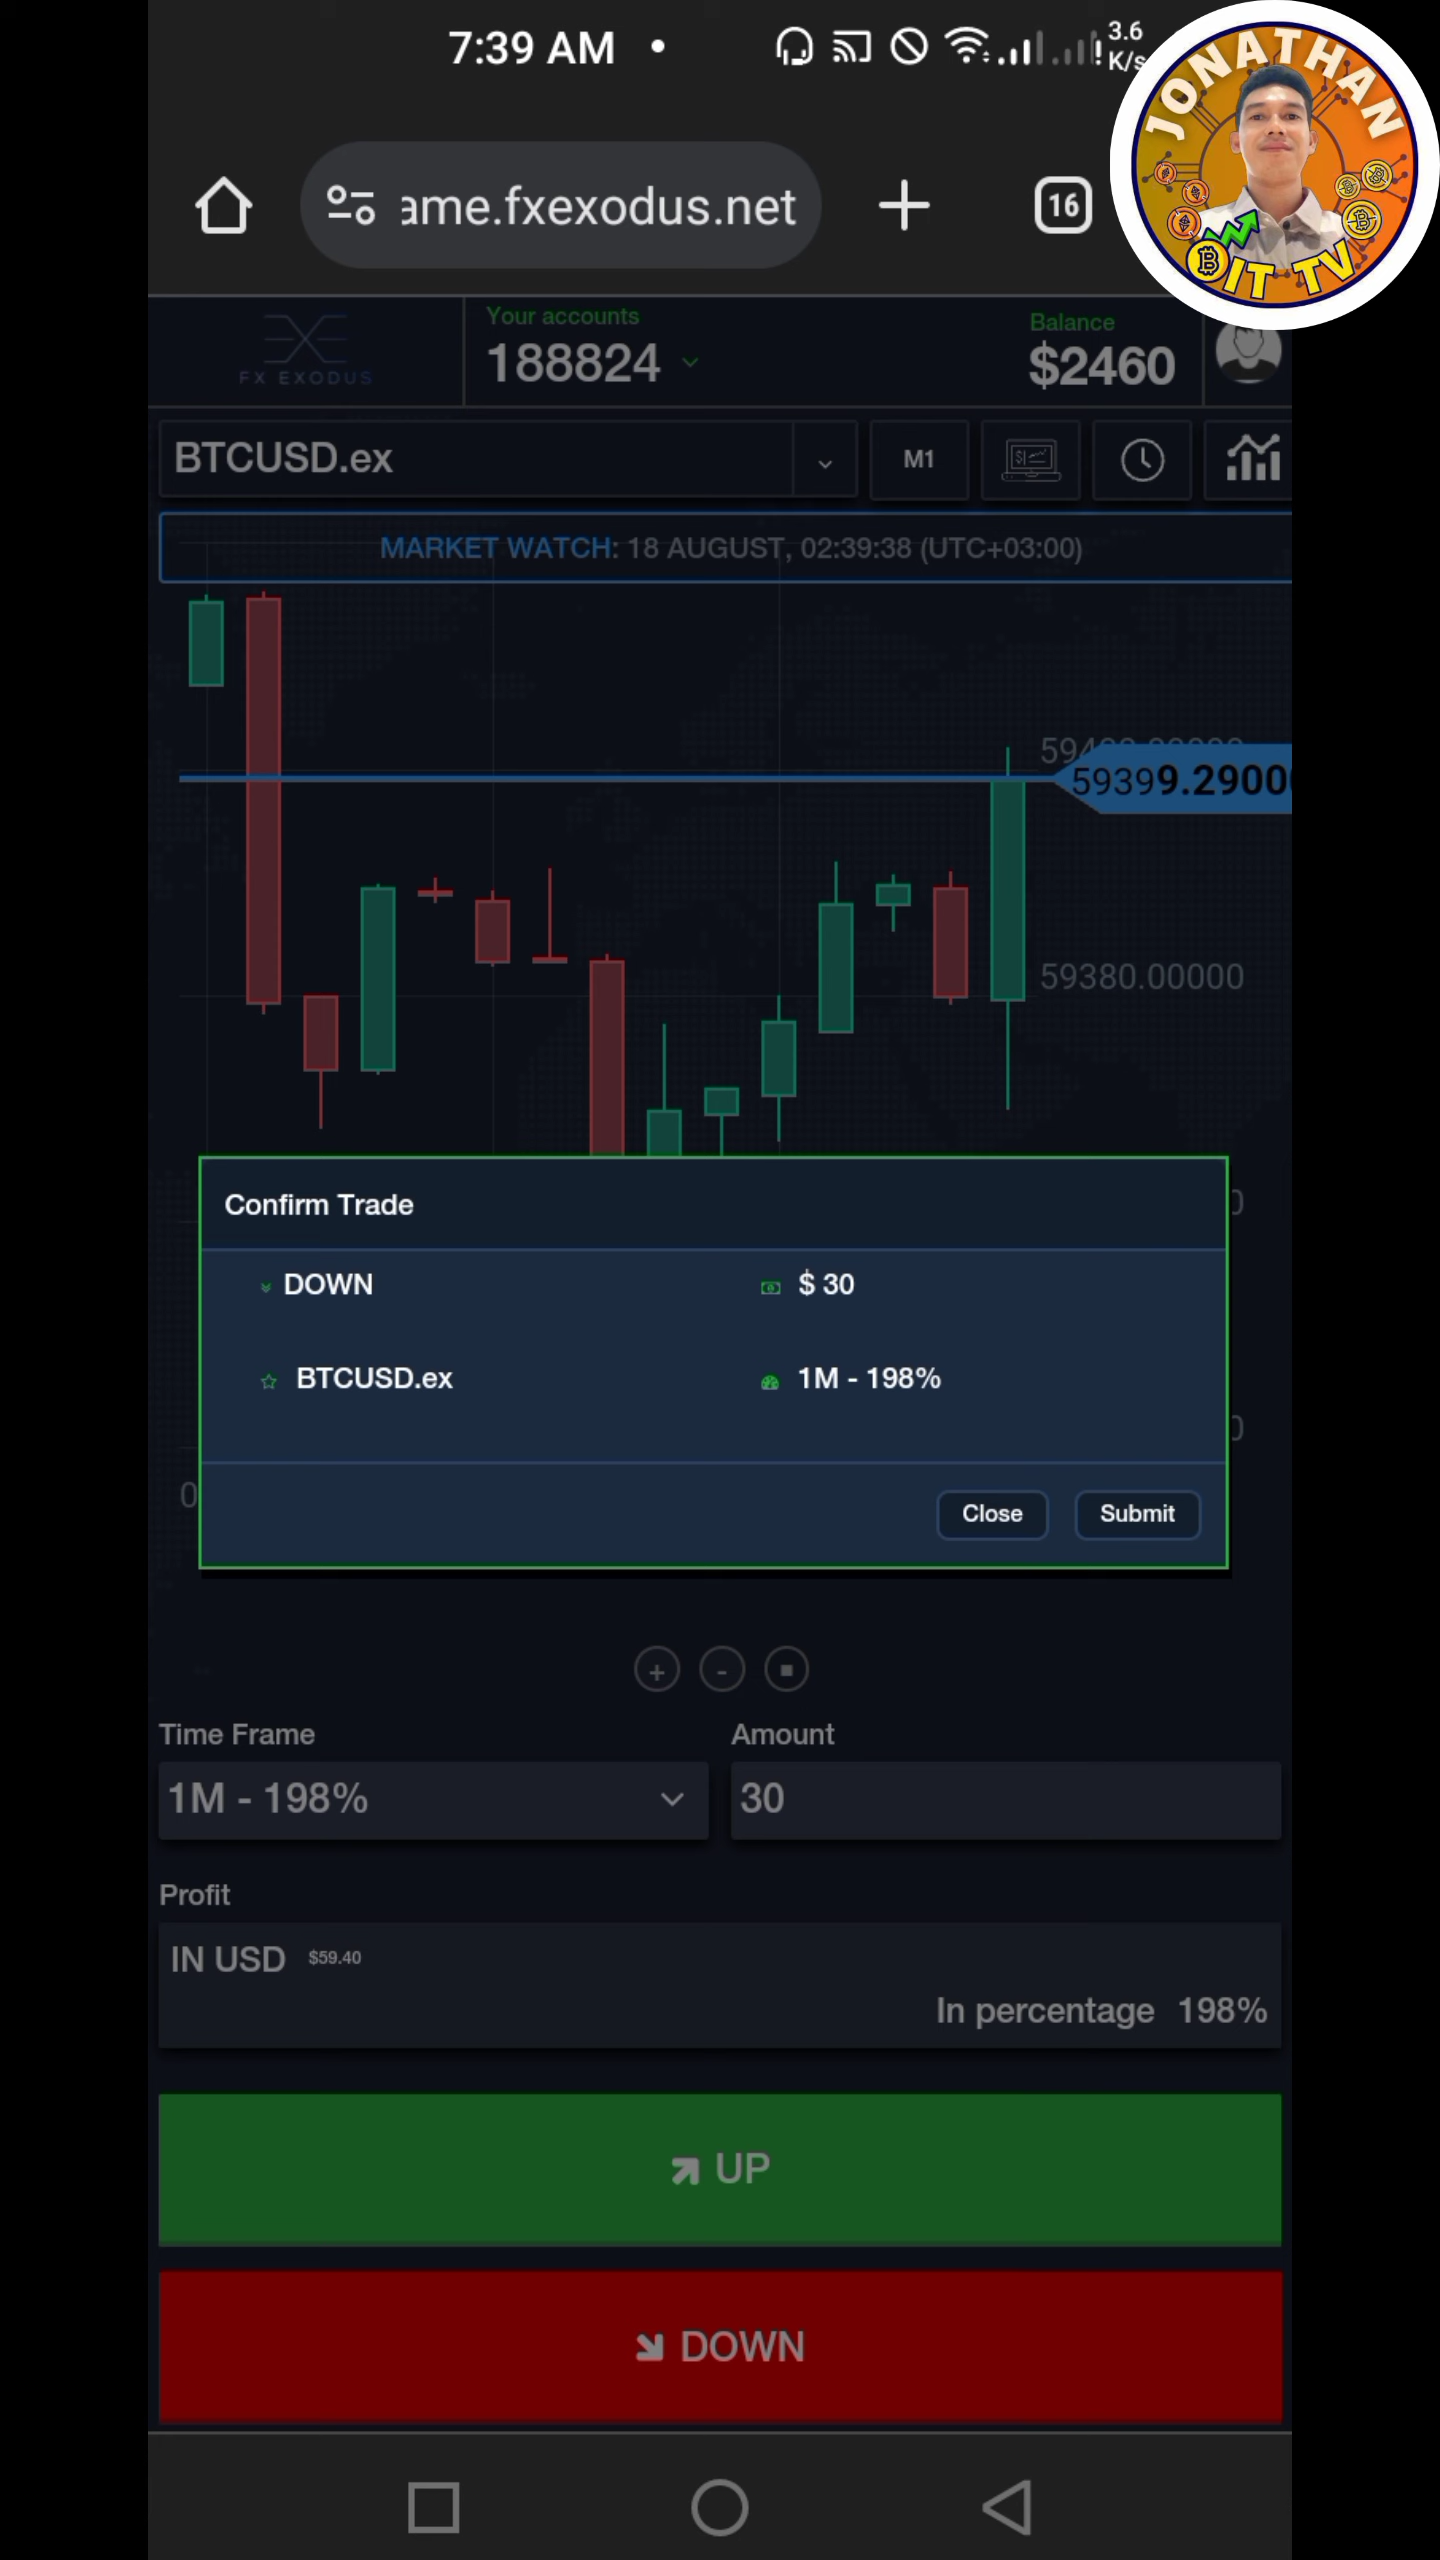 7:39 AM
3.6
K/s
JONATHAN
BIT TV
ame.fxexodus.net
16
FX EXODUS
Your accounts
188824
Balance
$2460
BTCUSD.ex
M1
MARKET WATCH: 18 AUGUST, 02:39:38 (UTC+03:00)
59399.2900
59380.00000
Confirm Trade
DOWN
$ 30
BTCUSD.ex
1M - 198%
Close
Submit
Time Frame
Amount
1M - 198%
30
Profit
IN USD $59.40
In percentage 198%
UP
DOWN